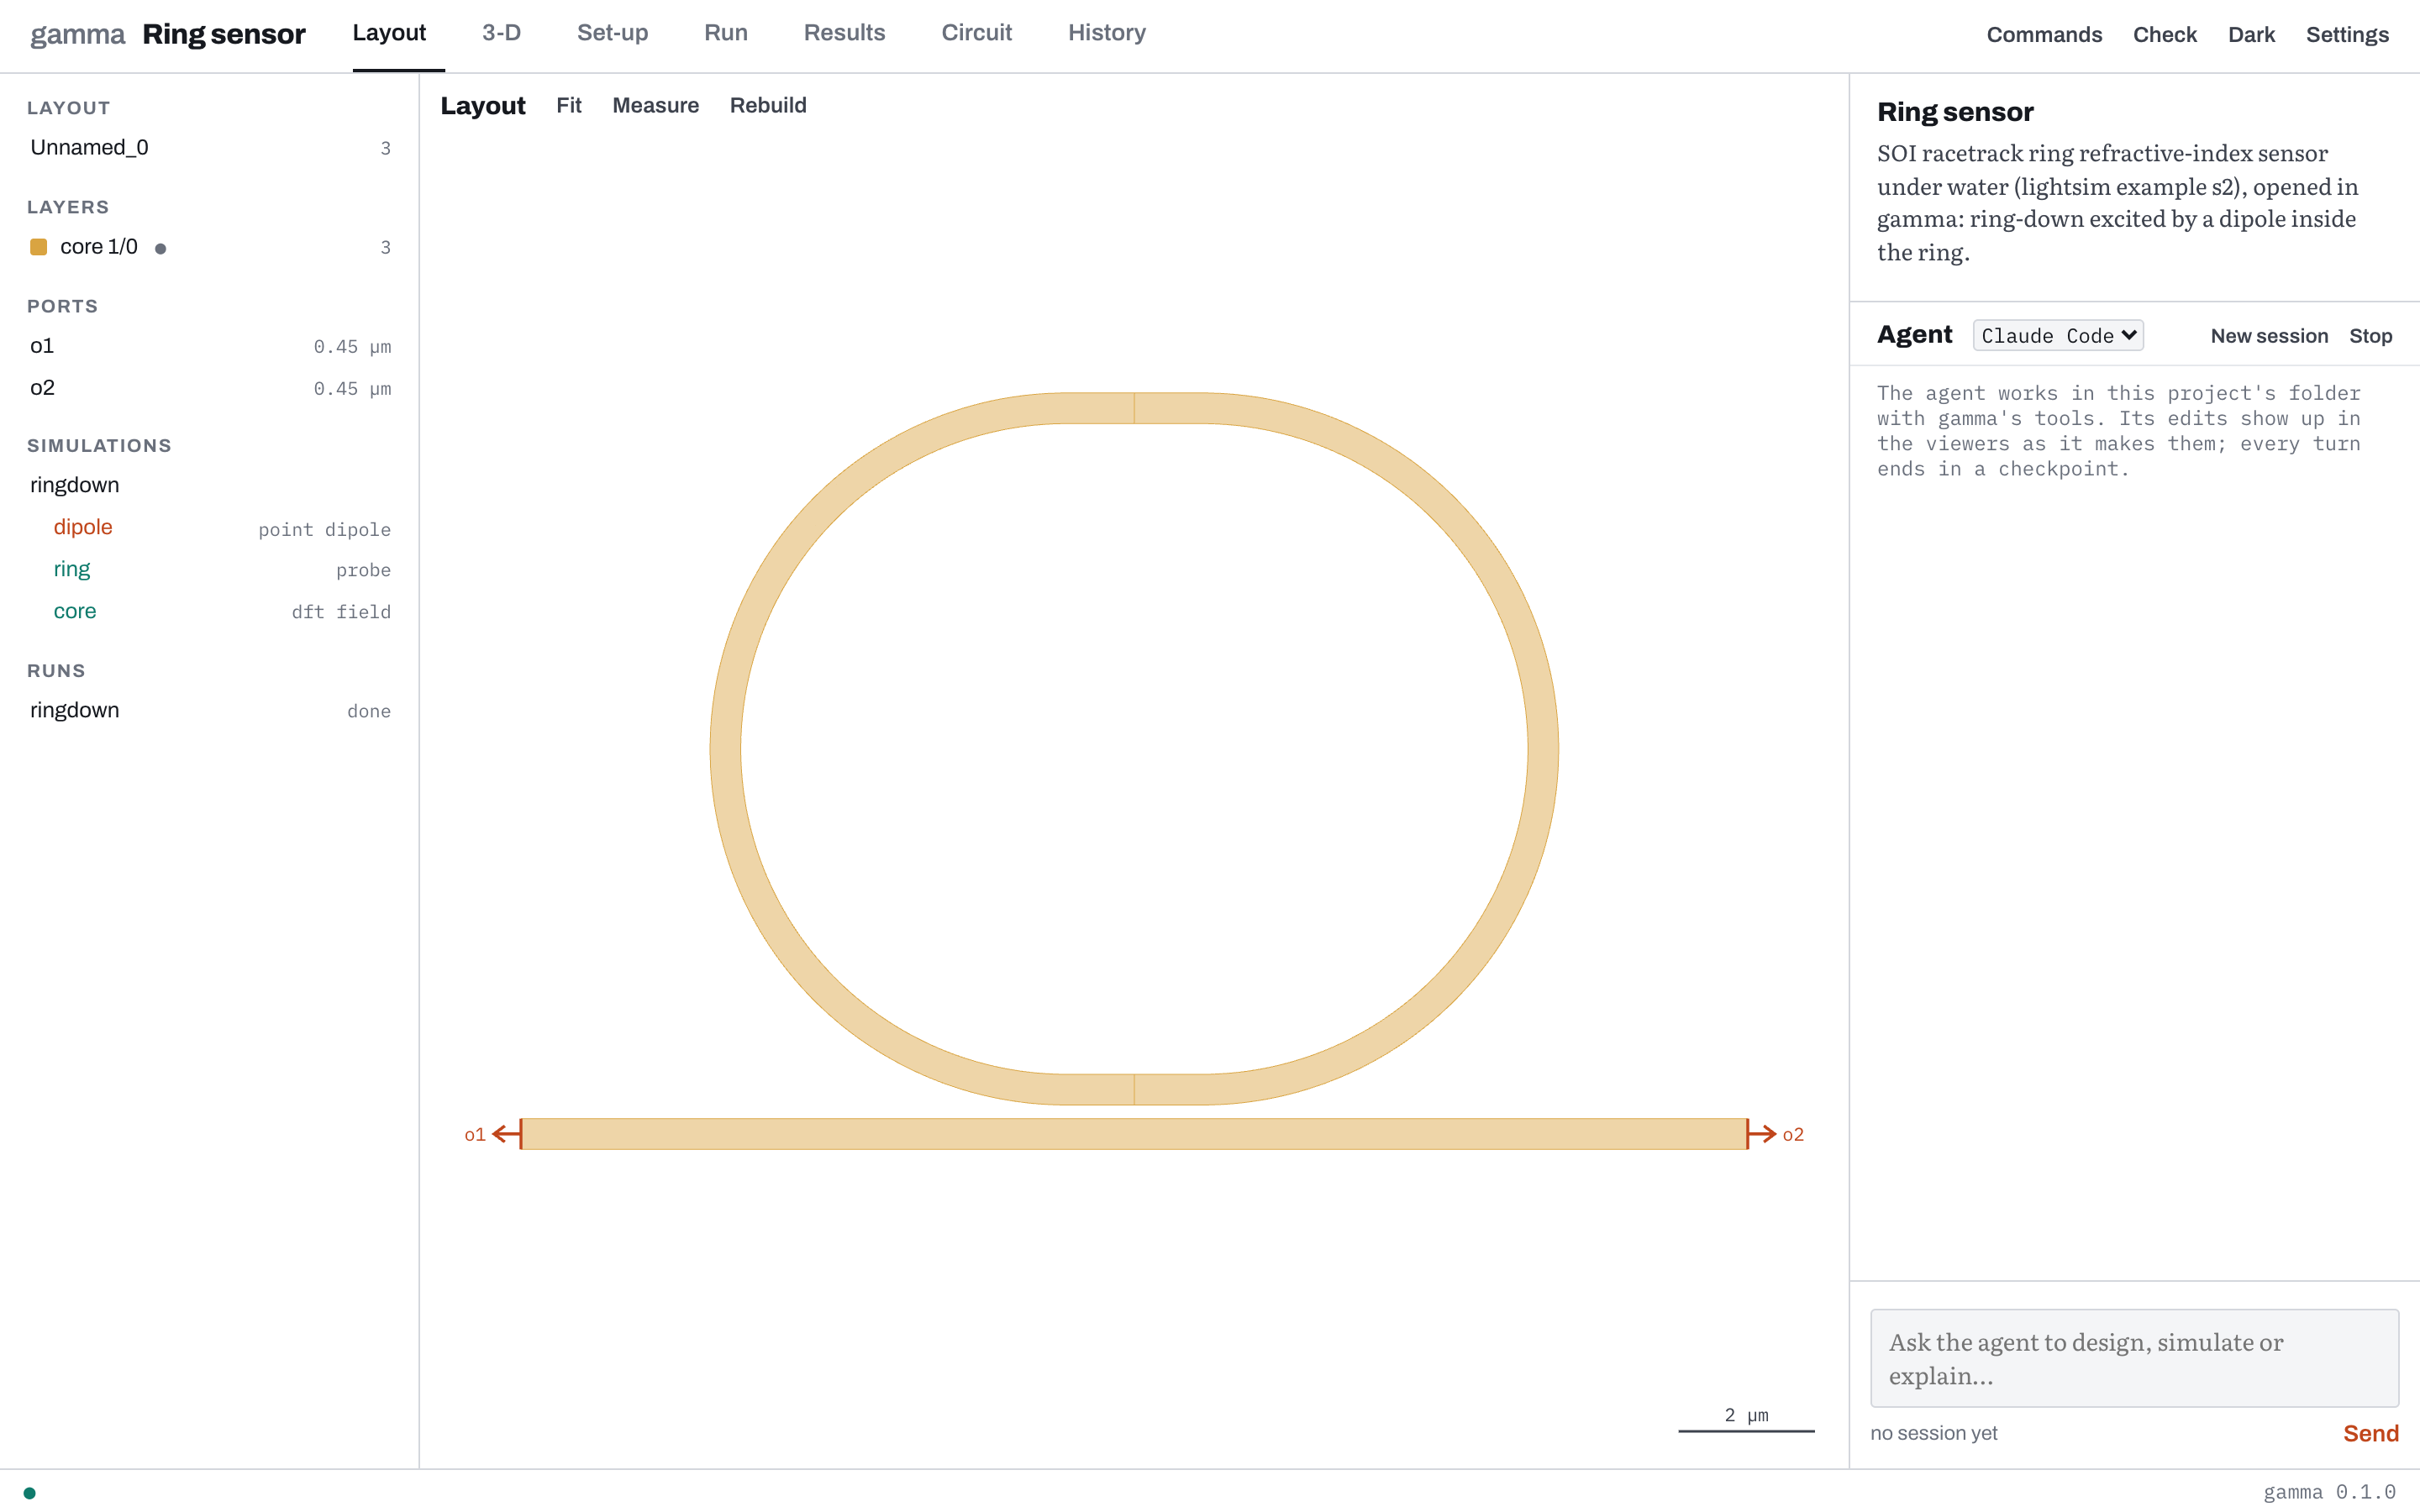 gamma Ring sensor Layout 3-D Set-up Run Results Circuit History Commands Check Dark Settings
LAYOUT
Unnamed_0 3
LAYERS
core 1/0 3
PORTS
o1 0.45 µm
o2 0.45 µm
SIMULATIONS
ringdown
dipole point dipole
ring probe
core dft field
RUNS
ringdown done
Layout Fit Measure Rebuild
o1
o2
2 µm
Ring sensor
SOI racetrack ring refractive-index sensor
under water (lightsim example s2), opened in
gamma: ring-down excited by a dipole inside
the ring.
Agent Claude Code New session Stop
The agent works in this project's folder
with gamma's tools. Its edits show up in
the viewers as it makes them; every turn
ends in a checkpoint.
Ask the agent to design, simulate or
explain...
no session yet Send
gamma 0.1.0